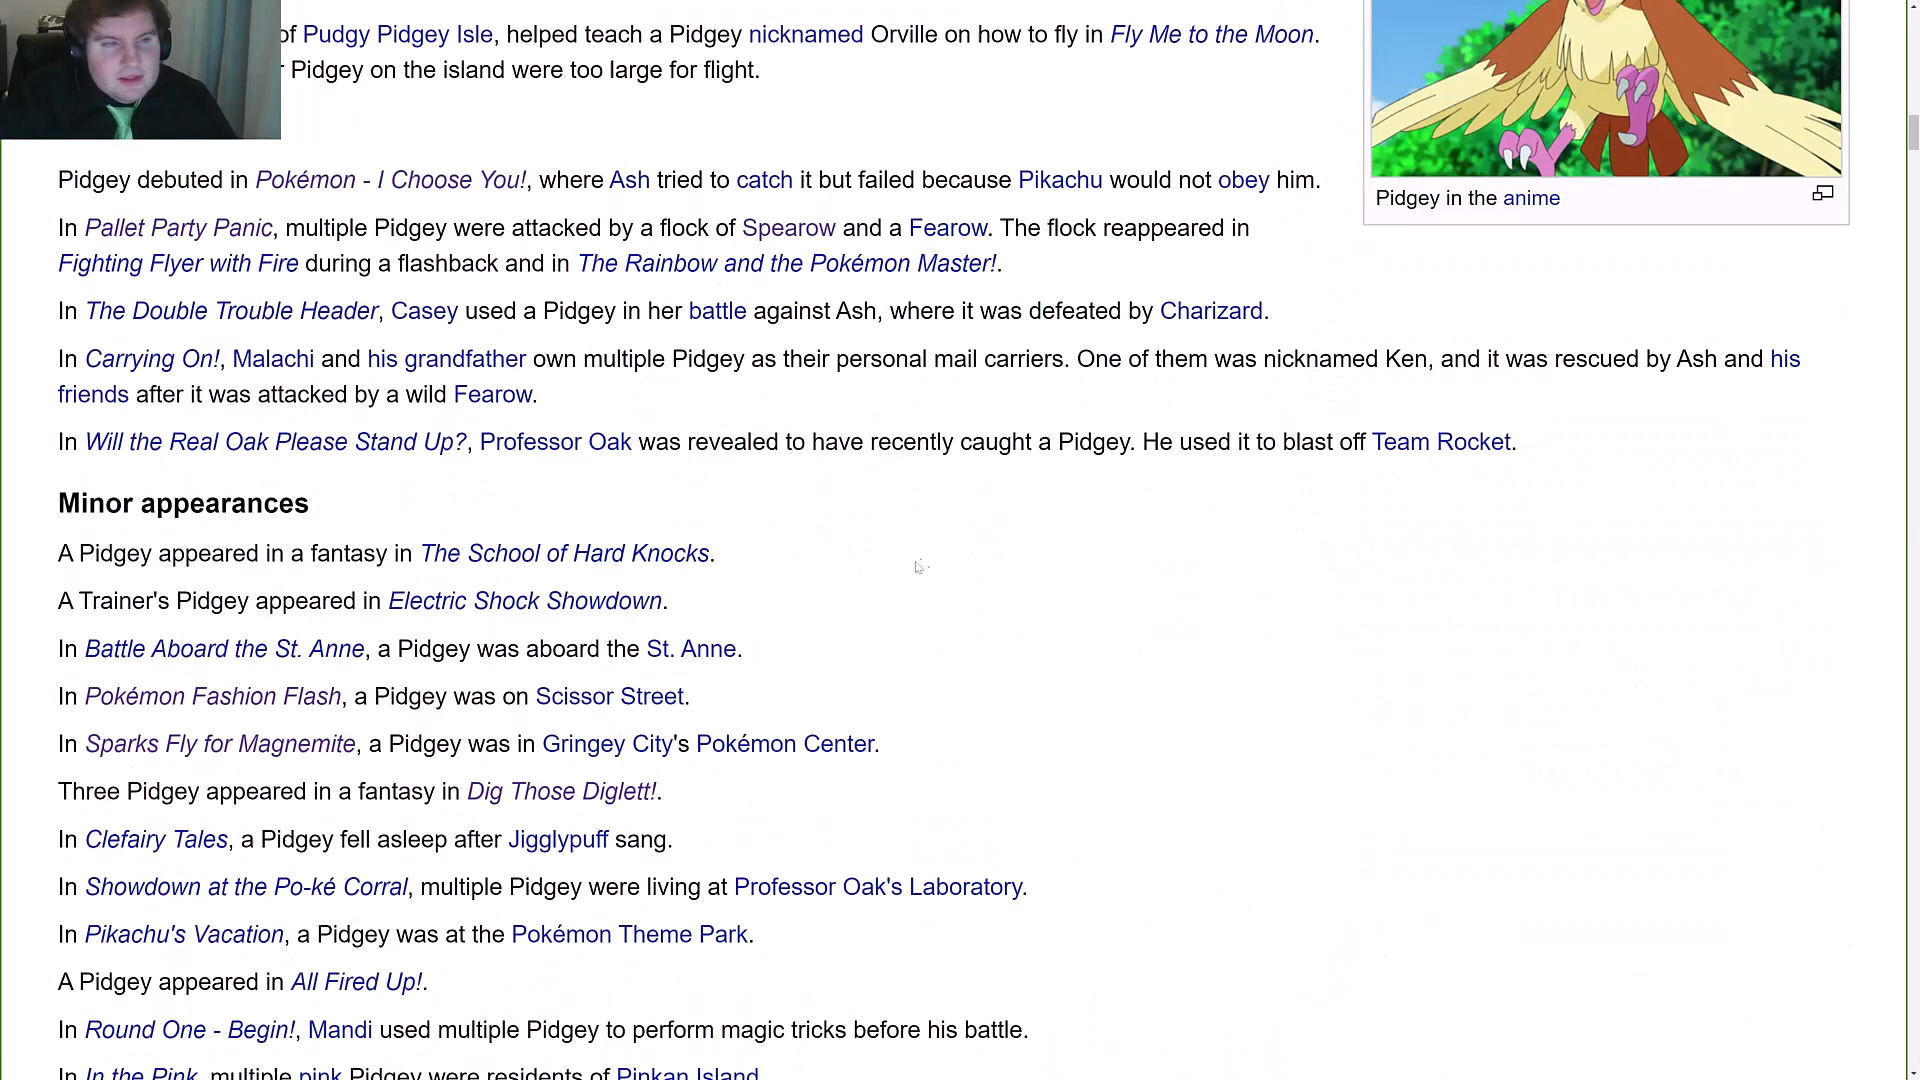 of Pudgy Pidgey Isle, helped teach a Pidgey nicknamed Orville on how to fly in Fly Me to the Moon.
Pidgey on the island were too large for flight.
Pidgey in the anime
Pidgey debuted in Pokémon - I Choose You!, where Ash tried to catch it but failed because Pikachu would not obey him.
In Pallet Party Panic, multiple Pidgey were attacked by a flock of Spearow and a Fearow. The flock reappeared in
Fighting Flyer with Fire during a flashback and in The Rainbow and the Pokémon Master!.
In The Double Trouble Header, Casey used a Pidgey in her battle against Ash, where it was defeated by Charizard.
In Carrying On!, Malachi and his grandfather own multiple Pidgey as their personal mail carriers. One of them was nicknamed Ken, and it was rescued by Ash and his
friends after it was attacked by a wild Fearow.
In Will the Real Oak Please Stand Up?, Professor Oak was revealed to have recently caught a Pidgey. He used it to blast off Team Rocket.
Minor appearances
A Pidgey appeared in a fantasy in The School of Hard Knocks.
A Trainer's Pidgey appeared in Electric Shock Showdown.
In Battle Aboard the St. Anne, a Pidgey was aboard the St. Anne.
In Pokémon Fashion Flash, a Pidgey was on Scissor Street.
In Sparks Fly for Magnemite, a Pidgey was in Gringey City's Pokémon Center.
Three Pidgey appeared in a fantasy in Dig Those Diglett!.
In Clefairy Tales, a Pidgey fell asleep after Jigglypuff sang.
In Showdown at the Po-ké Corral, multiple Pidgey were living at Professor Oak's Laboratory.
In Pikachu's Vacation, a Pidgey was at the Pokémon Theme Park.
A Pidgey appeared in All Fired Up!.
In Round One - Begin!, Mandi used multiple Pidgey to perform magic tricks before his battle.
In In the Pink, multiple pink Pidgey were residents of Pinkan Island.